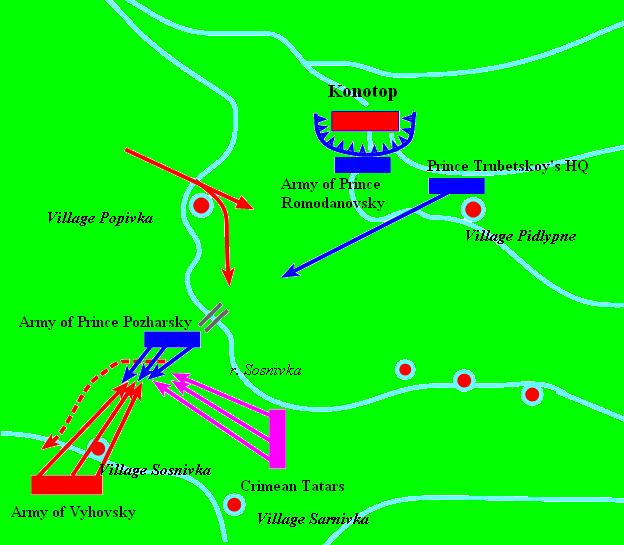 Konotop
Prince Trubetskoy's HQ
Army of Prince
Romodanovsky
Village Popivka
Village Pidlypne
Army of Prince Pozharsky
r. Sosnivka
Village Sosnivka
Crimean Tatars
Army of Vyhovsky
Village Sarnivka